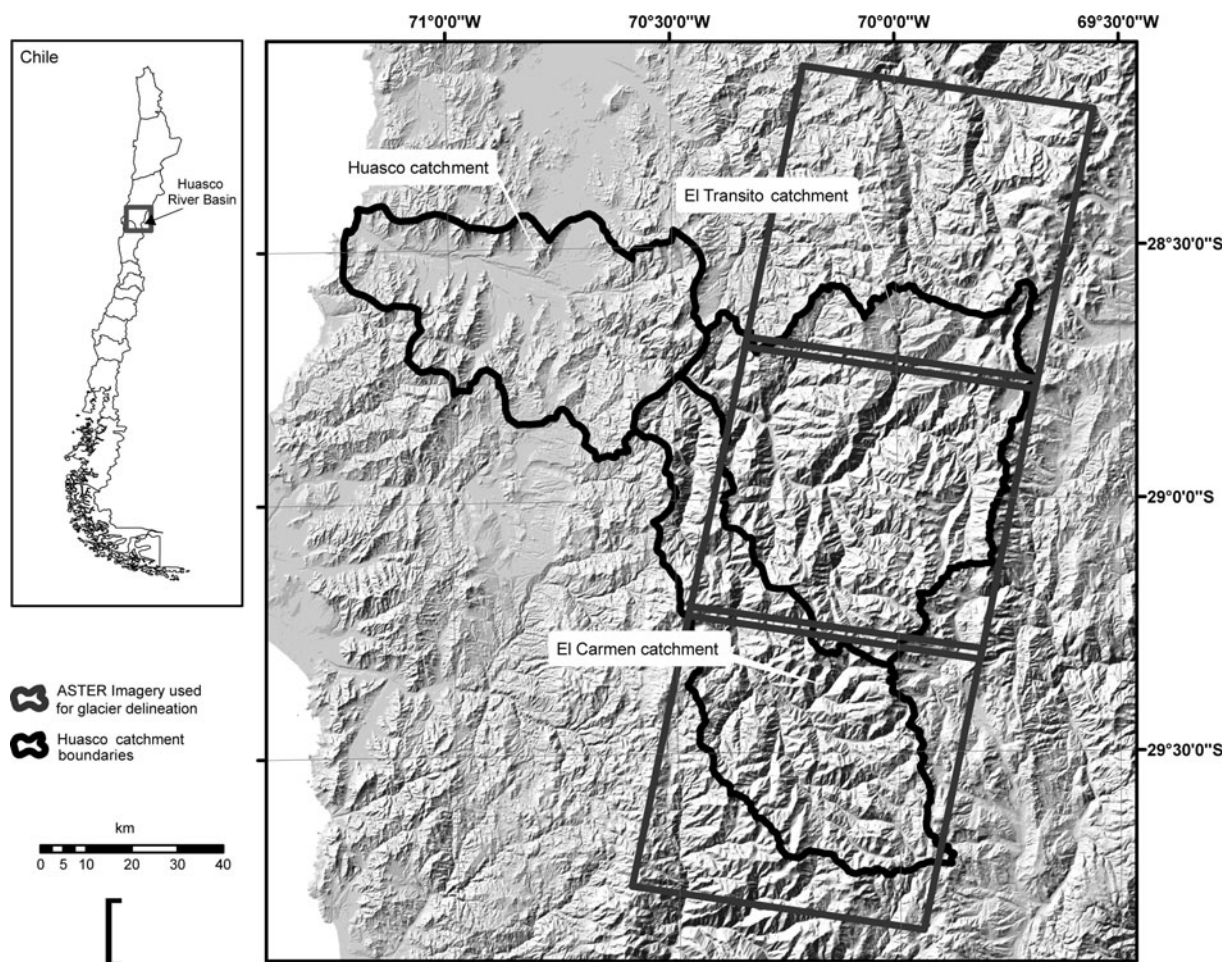 71°0'0"W
70°30'0"W
70°0'0"W
69°30'0"W
Chile
Huasco
River Basin
Huasco catchment
El Transito catchment
28°30'0"S
29°0'0"S
El Carmen catchment
29°30'0"S
ASTER Imagery used
for glacier delineation
Huasco catchment
boundaries
km
0 5 10 20 30 40